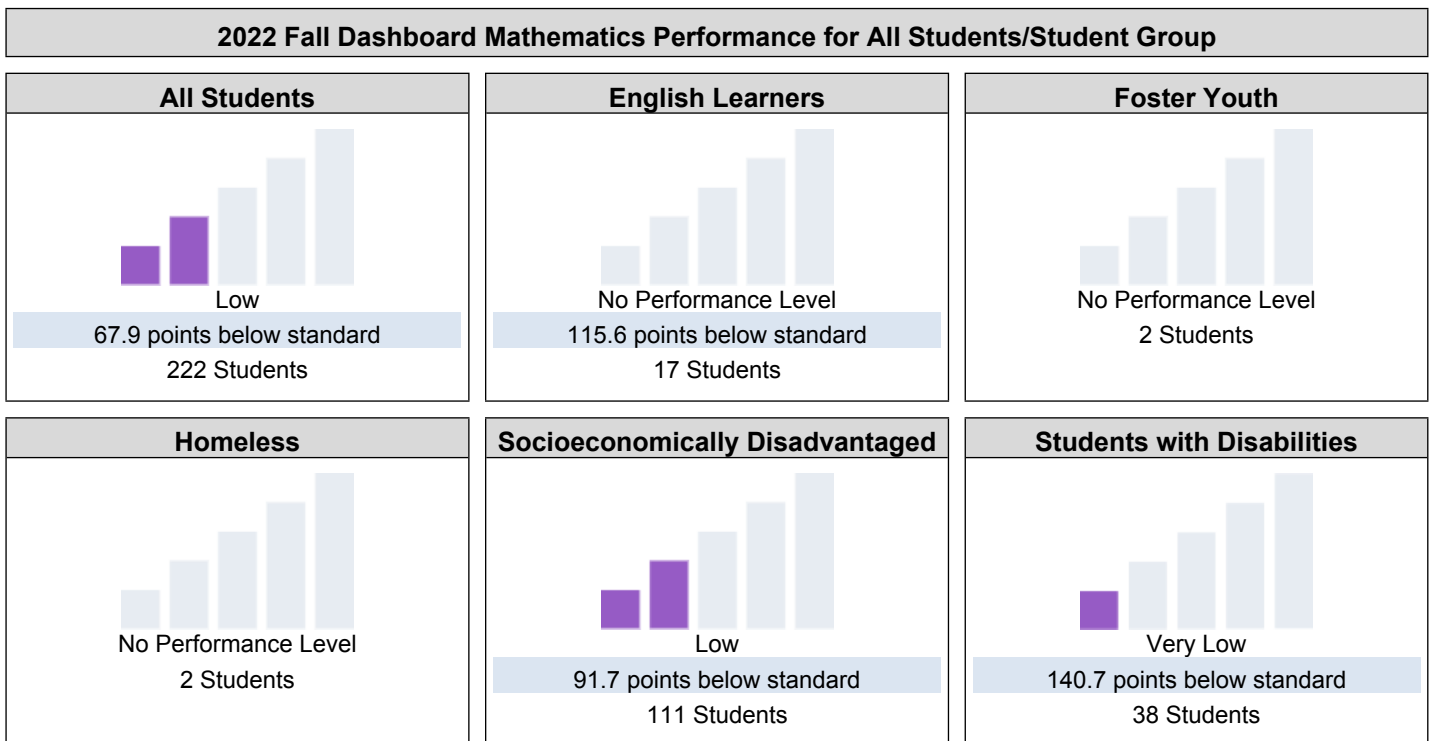 2022 Fall Dashboard Mathematics Performance for All Students/Student Group
All Students
Low
67.9 points below standard
222 Students
English Learners
No Performance Level
115.6 points below standard
17 Students
Foster Youth
No Performance Level
2 Students
Homeless
No Performance Level
2 Students
Socioeconomically Disadvantaged
Low
91.7 points below standard
111 Students
Students with Disabilities
Very Low
140.7 points below standard
38 Students